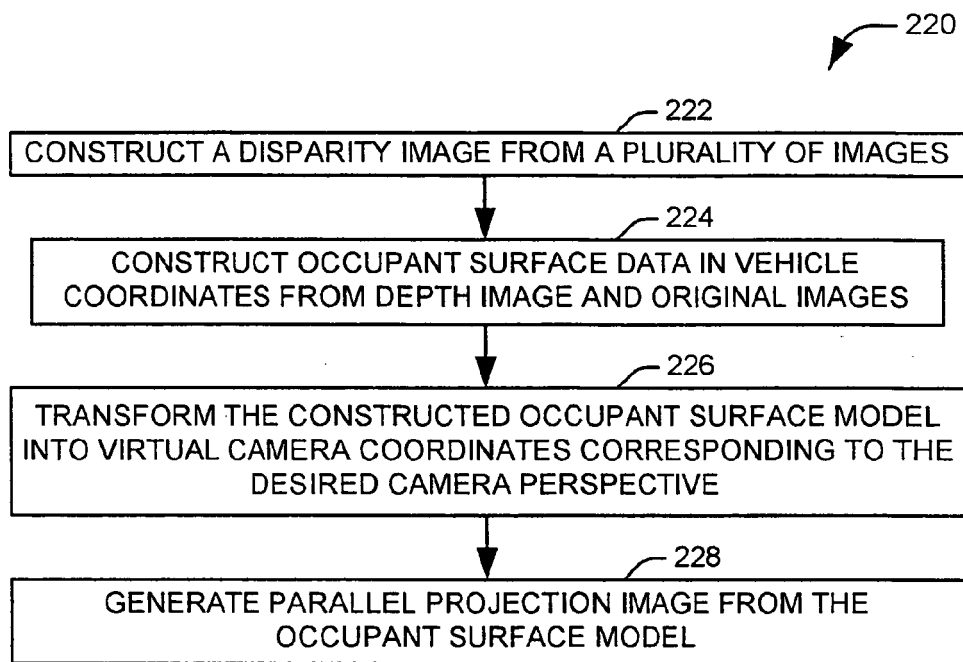 220
222
CONSTRUCT A DISPARITY IMAGE FROM A PLURALITY OF IMAGES
224
CONSTRUCT OCCUPANT SURFACE DATA IN VEHICLE
COORDINATES FROM DEPTH IMAGE AND ORIGINAL IMAGES
226
TRANSFORM THE CONSTRUCTED OCCUPANT SURFACE MODEL
INTO VIRTUAL CAMERA COORDINATES CORRESPONDING TO THE
DESIRED CAMERA PERSPECTIVE
228
GENERATE PARALLEL PROJECTION IMAGE FROM THE
OCCUPANT SURFACE MODEL